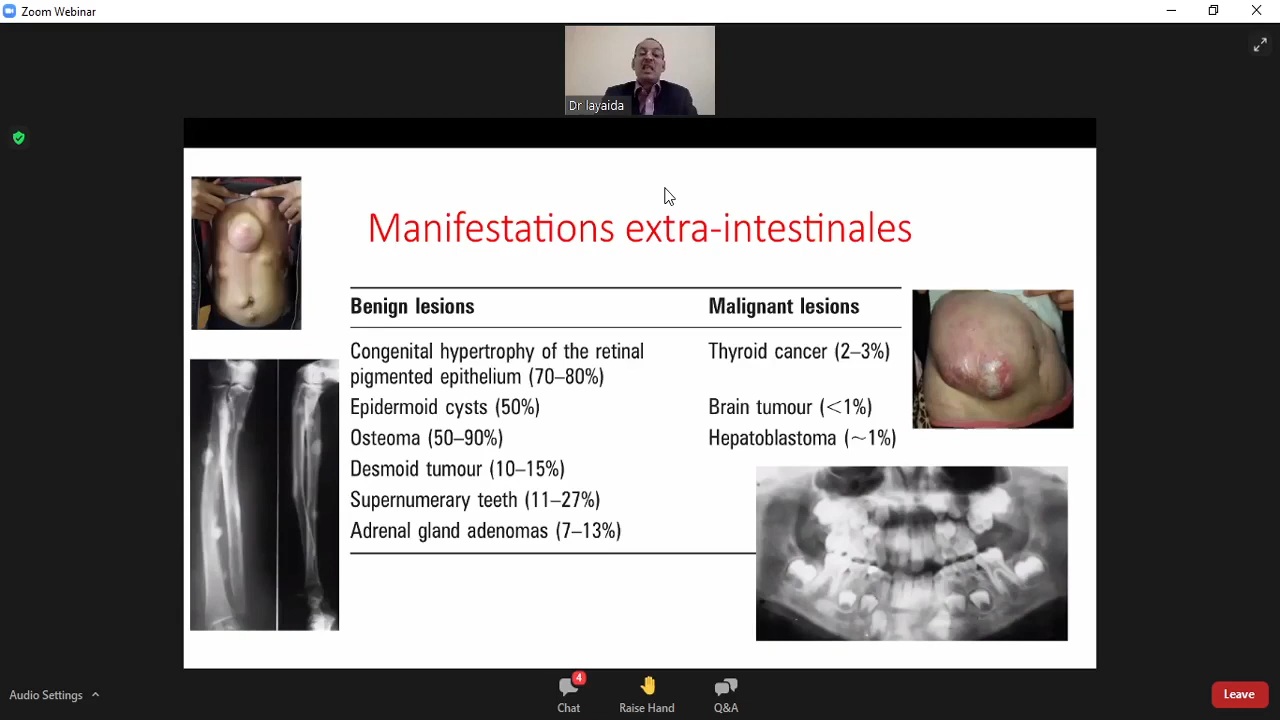 Zoom Webinar
Dr layaida
Manifestations extra-intestinales
Benign lesions Malignant lesions
Congenital hypertrophy of the retinal Thyroid cancer (2–3%)
pigmented epithelium (70–80%)
Epidermoid cysts (50%) Brain tumour (<1%)
Osteoma (50–90%) Hepatoblastoma (~1%)
Desmoid tumour (10–15%)
Supernumerary teeth (11–27%)
Adrenal gland adenomas (7–13%)
4
Audio Settings Chat Raise Hand Q&A Leave